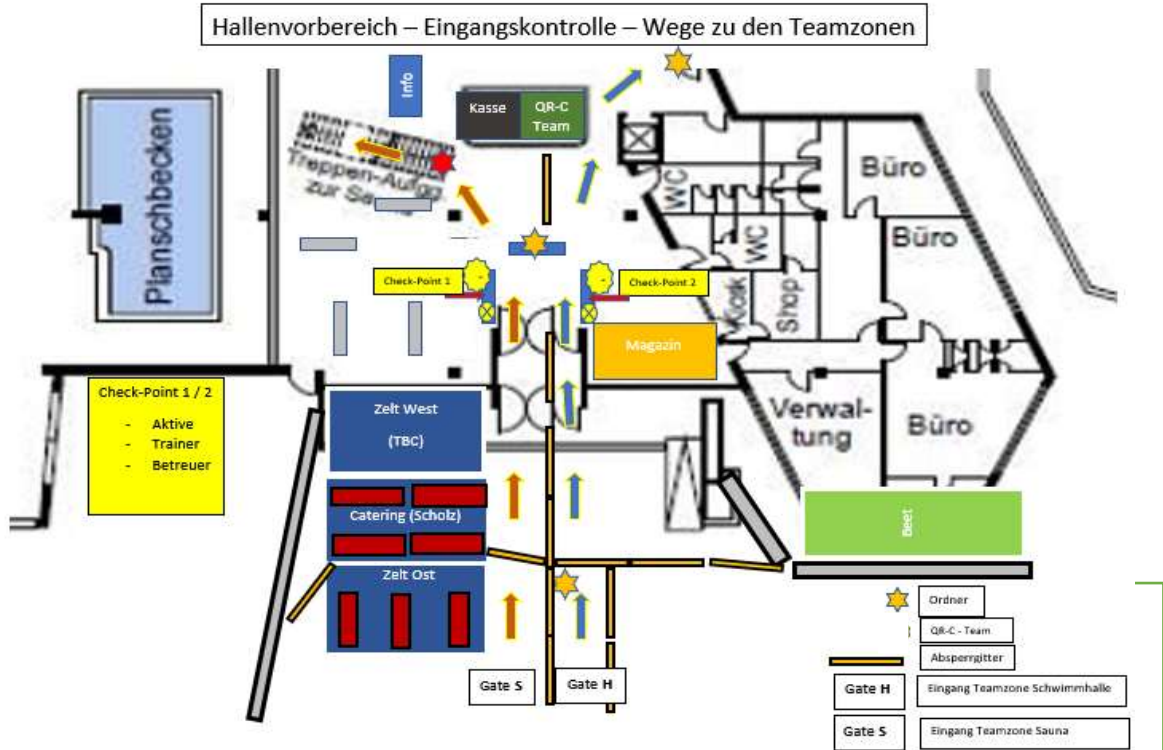 Hallenvorbereich – Eingangskontrolle – Wege zu den Teamzonen
Info
Kasse
QR-C
Team
Planschbecken
Treppen-Aufg.
zur Sauna
WC
WC
Büro
Büro
Kiosk
Shop
Check-Point 1
Check-Point 2
Magazin
Check-Point 1 / 2
- Aktive
- Trainer
- Betreuer
Zelt West
(TBC)
Verwal-
tung
Büro
Catering (Scholz)
Beet
Zelt Ost
Gate S
Gate H
Ordner
QR-C - Team
Absperrgitter
Gate H
Eingang Teamzone Schwimmhalle
Gate S
Eingang Teamzone Sauna